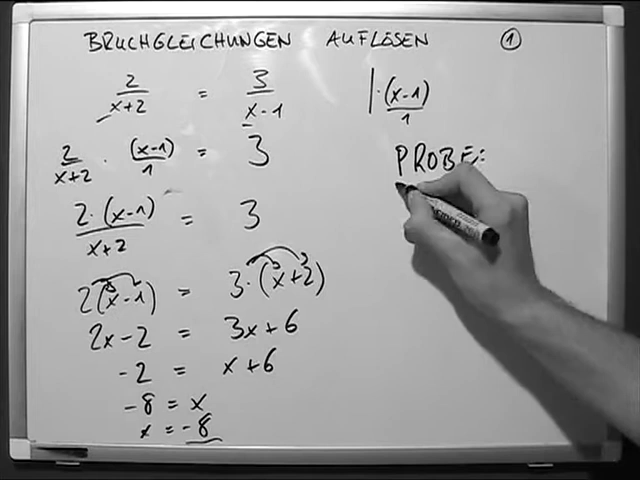 BRUCHGLEICHUNGEN AUFLÖSEN ①
2/(x+2) = 3/(x-1) | · (x-1)/1
2/(x+2) · (x-1)/1 = 3
PROBE:
2·(x-1)/(x+2) = 3
2(x-1) = 3·(x+2)
2x-2 = 3x+6
-2 = x+6
-8 = x
x = -8